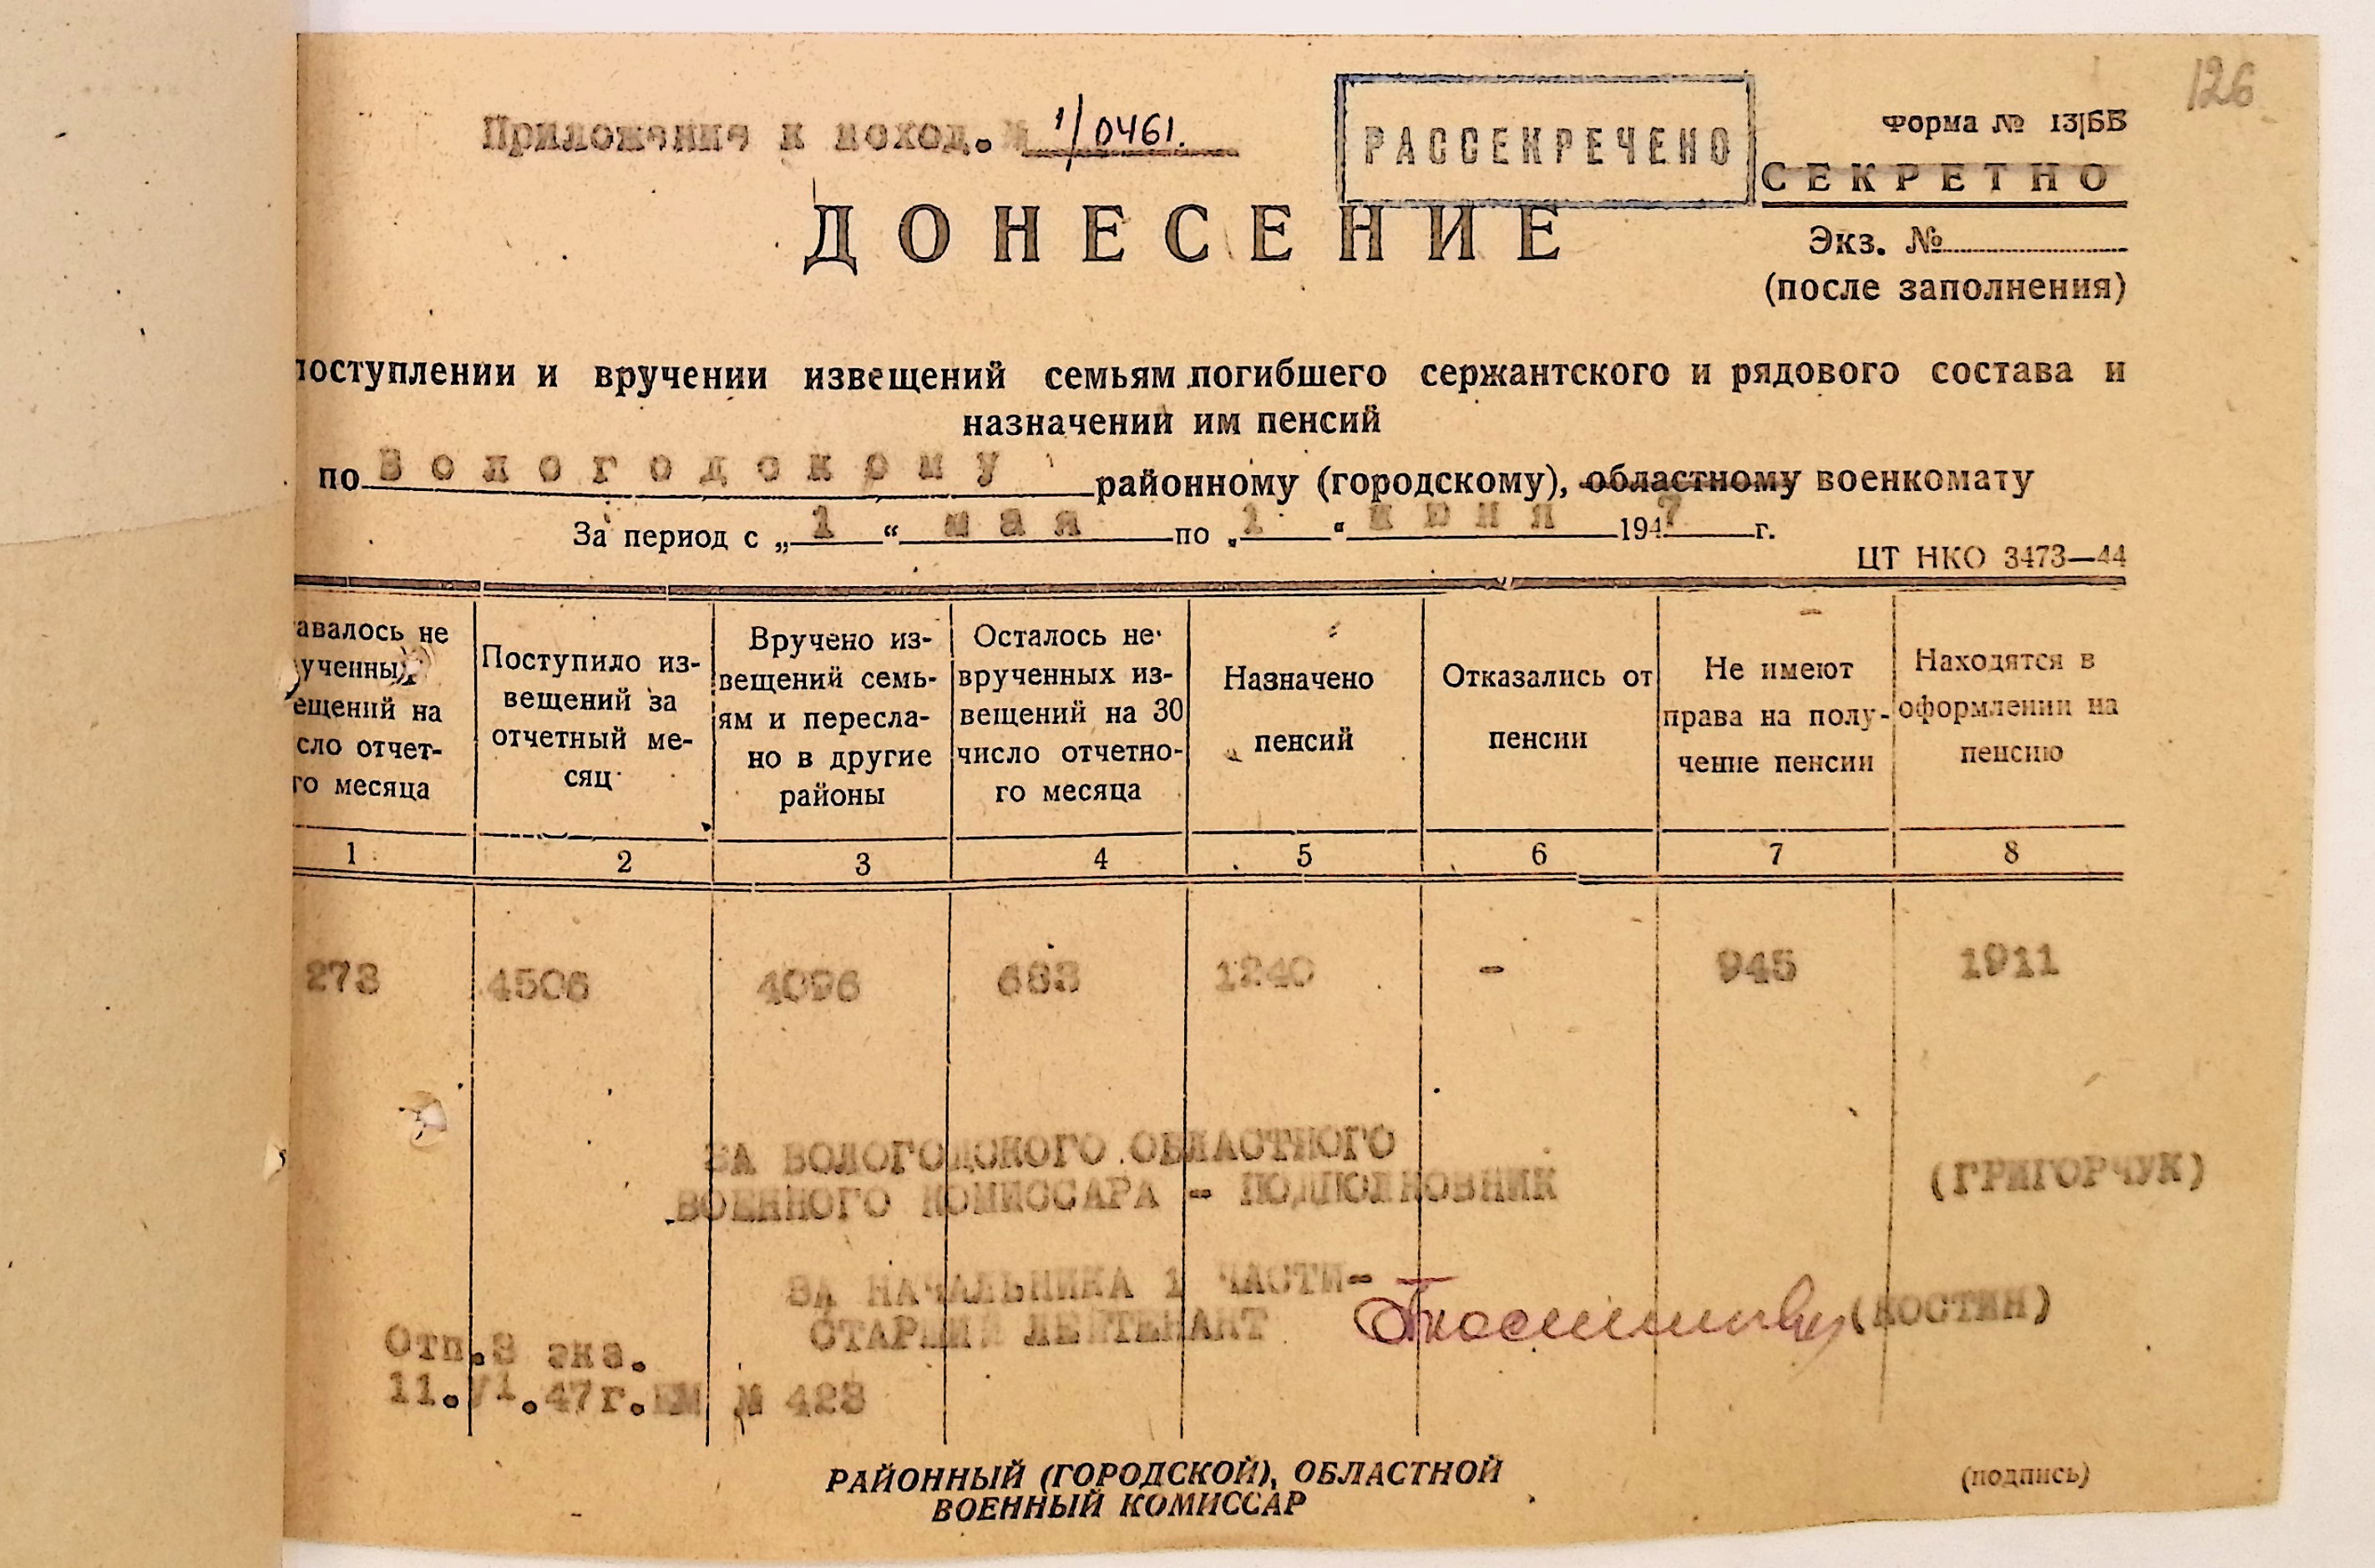 126
Приложение к исход. № 1/0461.
РАССЕКРЕЧЕНО
Форма № 13/БВ
СЕКРЕТНО
ДОНЕСЕНИЕ
Экз. №
(после заполнения)
поступлении и вручении извещений семьям погибшего сержантского и рядового состава и
назначении им пенсий
по Вологодскому районному (городскому), областному военкомату
За период с „1“ мая по „1“ июня 1947 г.
ЦТ НКО 3473—44
авалось не
ученных
ещений на
сло отчет-
го месяца
Поступило из-
вещений за
отчетный ме-
сяц
Вручено из-
вещений семь-
ям и пересла-
но в другие
районы
Осталось не-
врученных из-
вещений на 30
число отчетно-
го месяца
Назначено
пенсий
Отказались от
пенсии
Не имеют
права на полу-
чение пенсии
Находятся в
оформлении на
пенсию
1 2 3 4 5 6 7 8
273 4506 4096 683 1240 - 945 1911
ЗА ВОЛОГОДСКОГО ОБЛАСТНОГО
ВОЕННОГО КОМИССАРА - ПОДПОЛКОВНИК (ГРИГОРЧУК)
ЗА НАЧАЛЬНИКА 1 ЧАСТИ-
СТАРШИЙ ЛЕЙТЕНАНТ (КОСТИН)
Отп. экз.
11.VI.47г. № 423
РАЙОННЫЙ (ГОРОДСКОЙ), ОБЛАСТНОЙ
ВОЕННЫЙ КОМИССАР
(подпись)